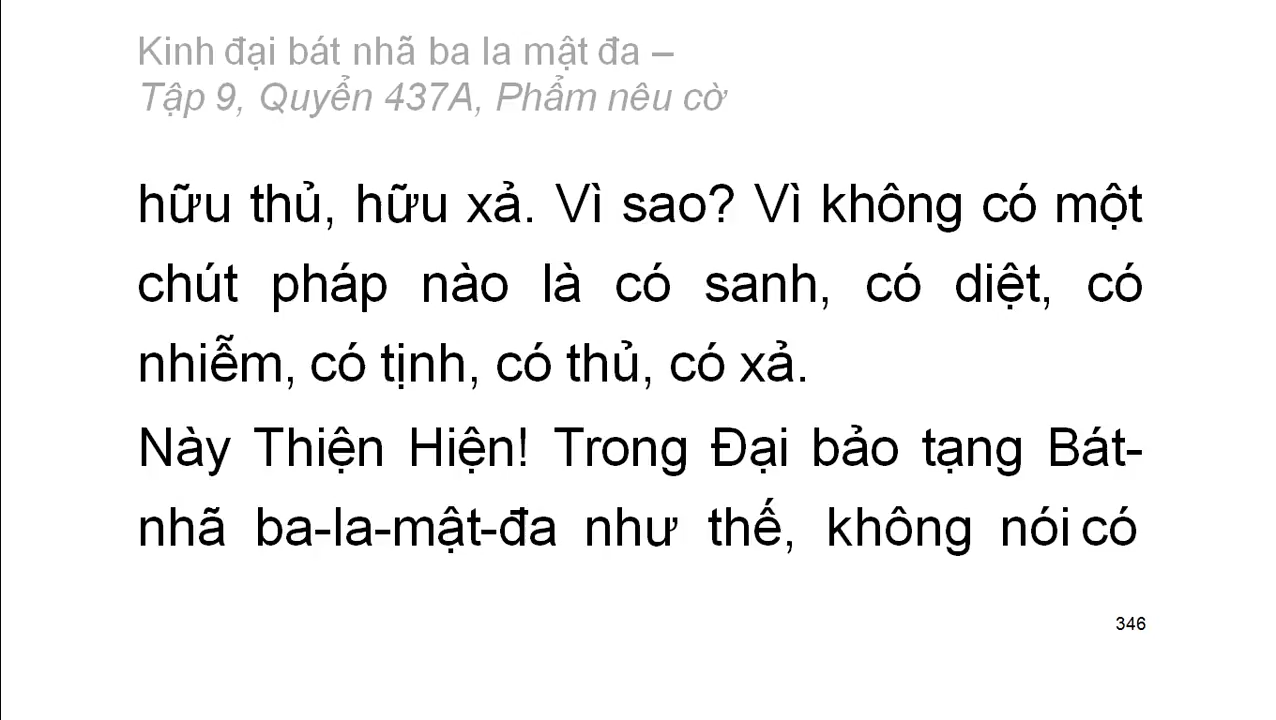 Kinh đại bát nhã ba la mật đa –
Tập 9, Quyển 437A, Phẩm nêu cờ
hữu thủ, hữu xả. Vì sao? Vì không có một
chút pháp nào là có sanh, có diệt, có
nhiễm, có tịnh, có thủ, có xả.
Này Thiện Hiện! Trong Đại bảo tạng Bát-
nhã ba-la-mật-đa như thế, không nói có
346